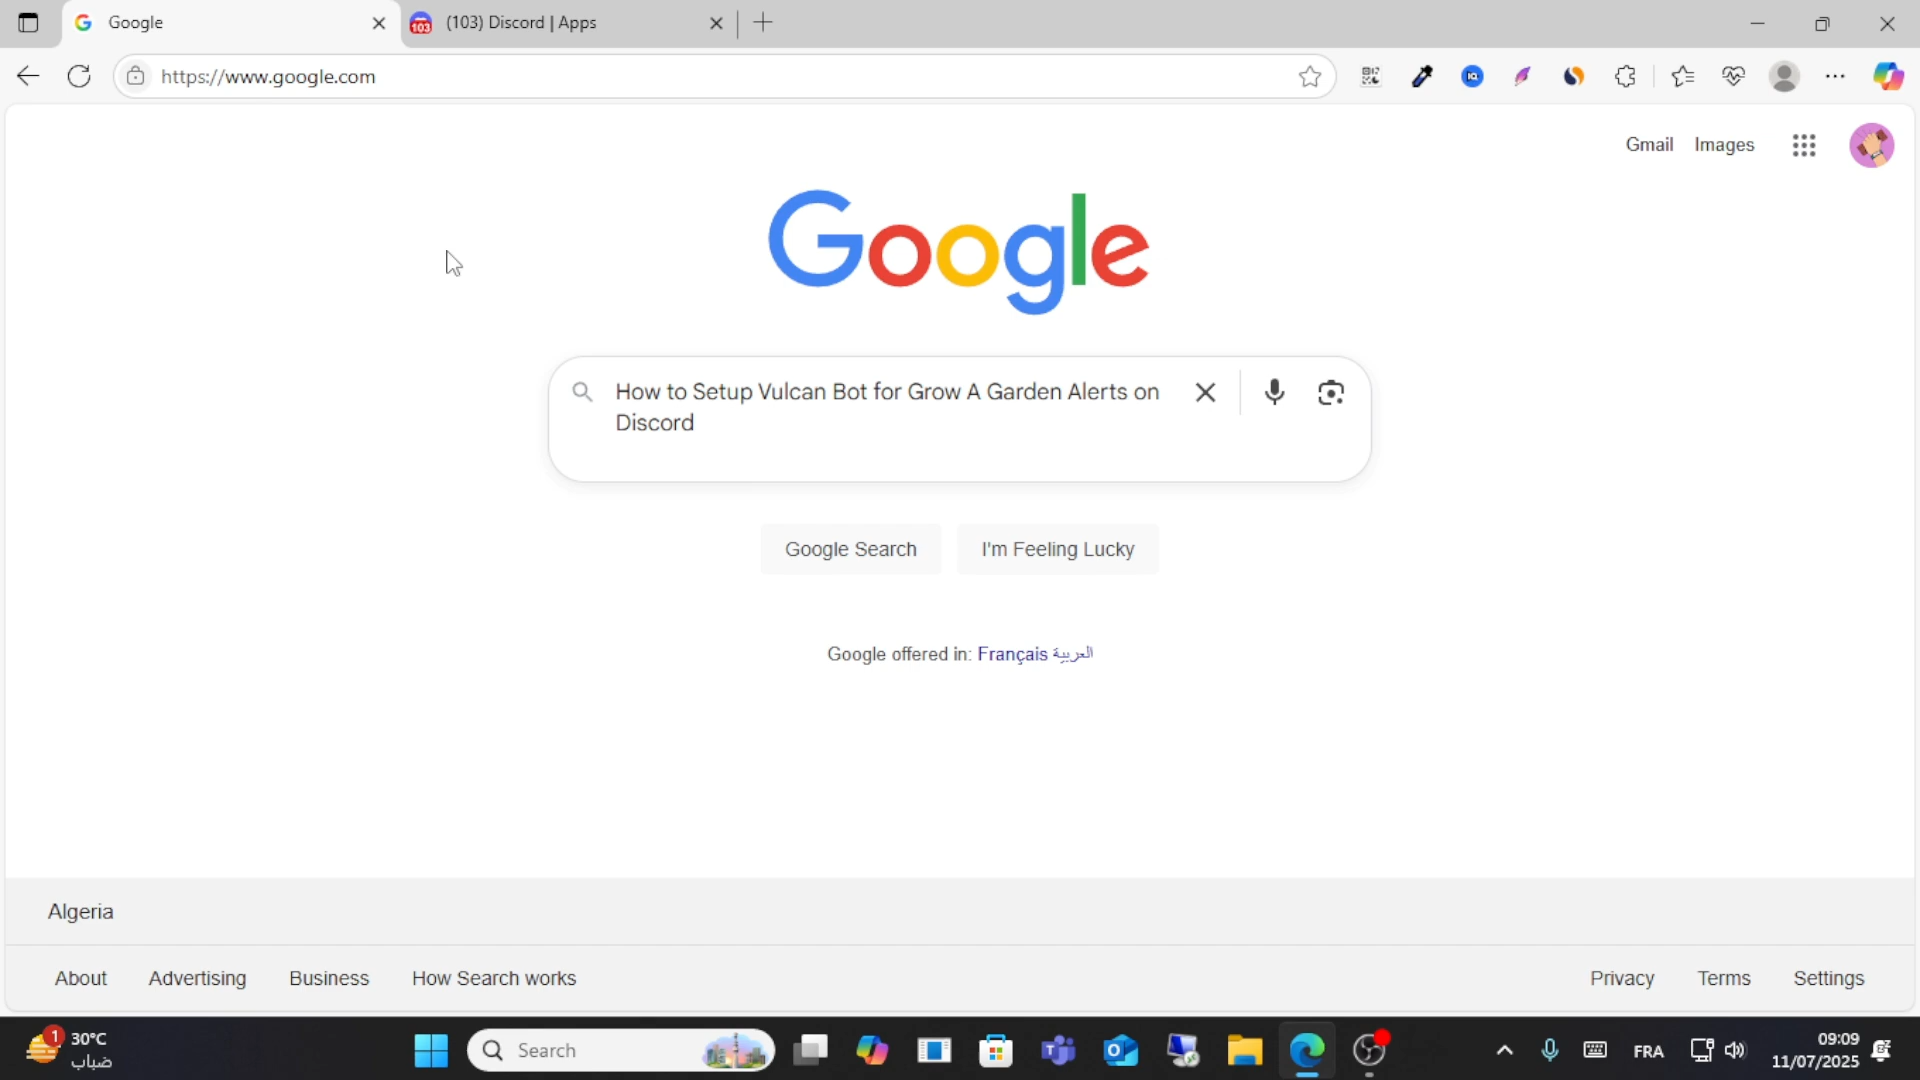 Google
(103) Discord | Apps
https://www.google.com
Gmail Images
Google
How to Setup Vulcan Bot for Grow A Garden Alerts on
Discord
Google Search
I'm Feeling Lucky
Google offered in: Français العربية
Algeria
About Advertising Business How Search works
Privacy Terms Settings
1
30°C
ضباب
Search
FRA
09:09
11/07/2025